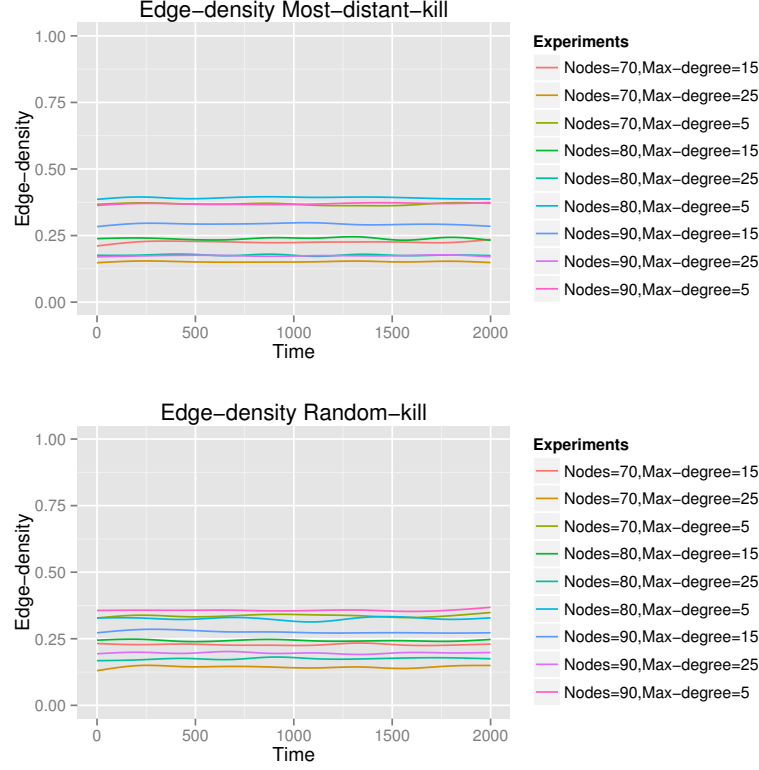 Edge−density Most−distant−kill
1.00
0.75
0.50
0.25
0.00
Edge−density
0
500
1000
1500
2000
Time
Experiments
Nodes=70,Max−degree=15
Nodes=70,Max−degree=25
Nodes=70,Max−degree=5
Nodes=80,Max−degree=15
Nodes=80,Max−degree=25
Nodes=80,Max−degree=5
Nodes=90,Max−degree=15
Nodes=90,Max−degree=25
Nodes=90,Max−degree=5
Edge−density Random−kill
1.00
0.75
0.50
0.25
0.00
Edge−density
0
500
1000
1500
2000
Time
Experiments
Nodes=70,Max−degree=15
Nodes=70,Max−degree=25
Nodes=70,Max−degree=5
Nodes=80,Max−degree=15
Nodes=80,Max−degree=25
Nodes=80,Max−degree=5
Nodes=90,Max−degree=15
Nodes=90,Max−degree=25
Nodes=90,Max−degree=5